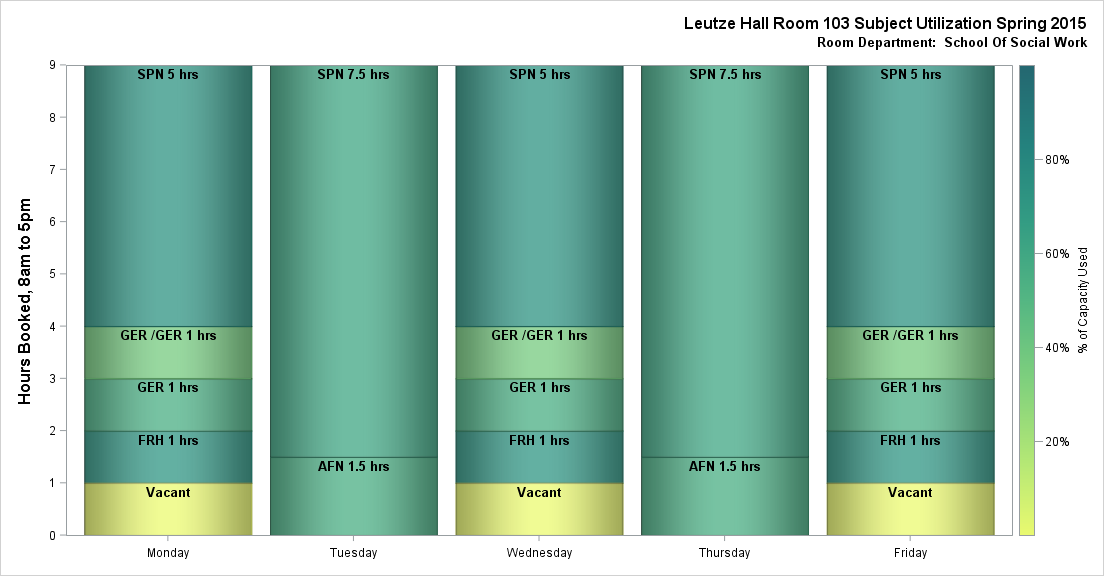 Leutze Hall Room 103 Subject Utilization Spring 2015
Room Department:  School Of Social Work
Hours Booked, 8am to 5pm
9
8
7
6
5
4
3
2
1
0
SPN 5 hrs
GER /GER 1 hrs
GER 1 hrs
FRH 1 hrs
Vacant
SPN 7.5 hrs
AFN 1.5 hrs
SPN 5 hrs
GER /GER 1 hrs
GER 1 hrs
FRH 1 hrs
Vacant
SPN 7.5 hrs
AFN 1.5 hrs
SPN 5 hrs
GER /GER 1 hrs
GER 1 hrs
FRH 1 hrs
Vacant
Monday
Tuesday
Wednesday
Thursday
Friday
80%
60%
40%
20%
% of Capacity Used